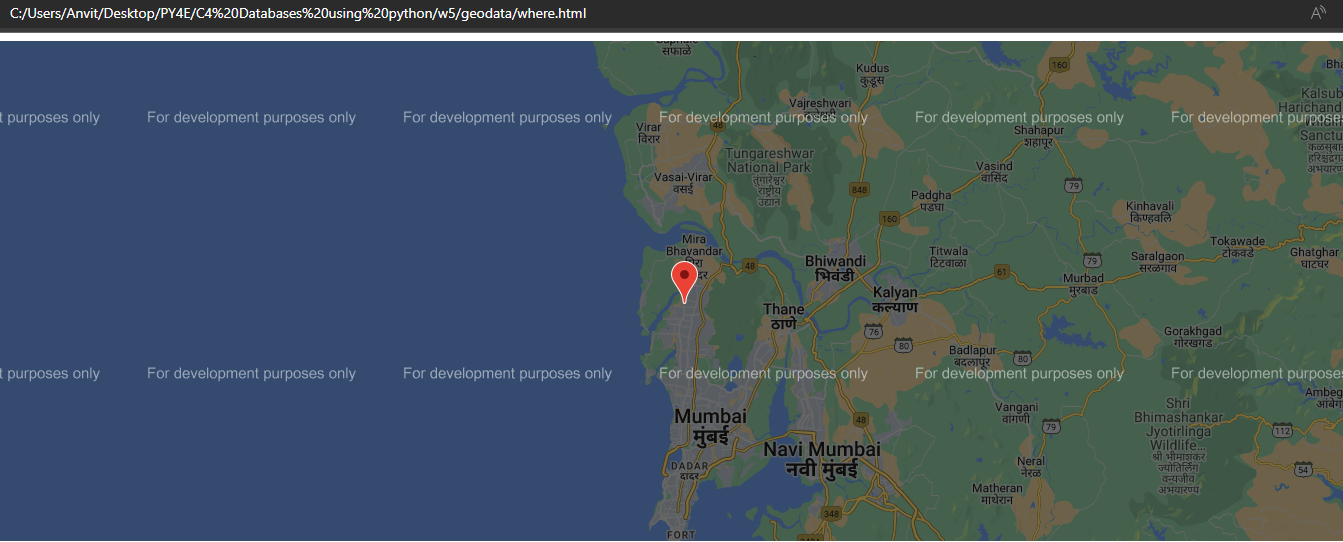 C:/Users/Anvit/Desktop/PY4E/C4%20Databases%20using%20python/w5/geodata/where.html
सफाळे
160
Kudus
कुडूस
Vajreshwari
Kalsub
Harichand
t purposes only
For development purposes only
For development purposes only
For development purposes only
For development purposes only
For development purposes
Virar
विरार
48
Shahapur
शहापूर
Sanctu
Tungareshwar
National Park
तुंगारेश्वर
राष्ट्रीय
उद्यान
Vasai-Virar
वसई
848
Vasind
वासिंद
79
Padgha
पडघा
160
Kinhavali
किण्हवलि
Mira
Bhayandar
48
Bhiwandi
भिवंडी
Titwala
टिटवाळा
61
79
Saralgaon
सरळगाव
Tokawade
टोकवडे
Ghatghar
घाटघर
Murbad
मुरबाड
Kalyan
कल्याण
Thane
ठाणे
76
80
Badlapur
बदलापूर
80
Gorakhgad
गोरखगड
t purposes only
For development purposes only
For development purposes only
For development purposes only
For development purposes only
For development purposes
Ambeg
आंबेग
Mumbai
मुंबई
48
Vangani
वांगणी
79
Shri
Bhimashankar
Jyotirlinga
Wildlife...
श्री भीमाशंकर
ज्योतिर्लिंग
वन्यजीव
अभयारण्य
112
Navi Mumbai
नवी मुंबई
DADAR
दादर
Neral
नेरळ
54
Matheran
माथेरान
348
FORT